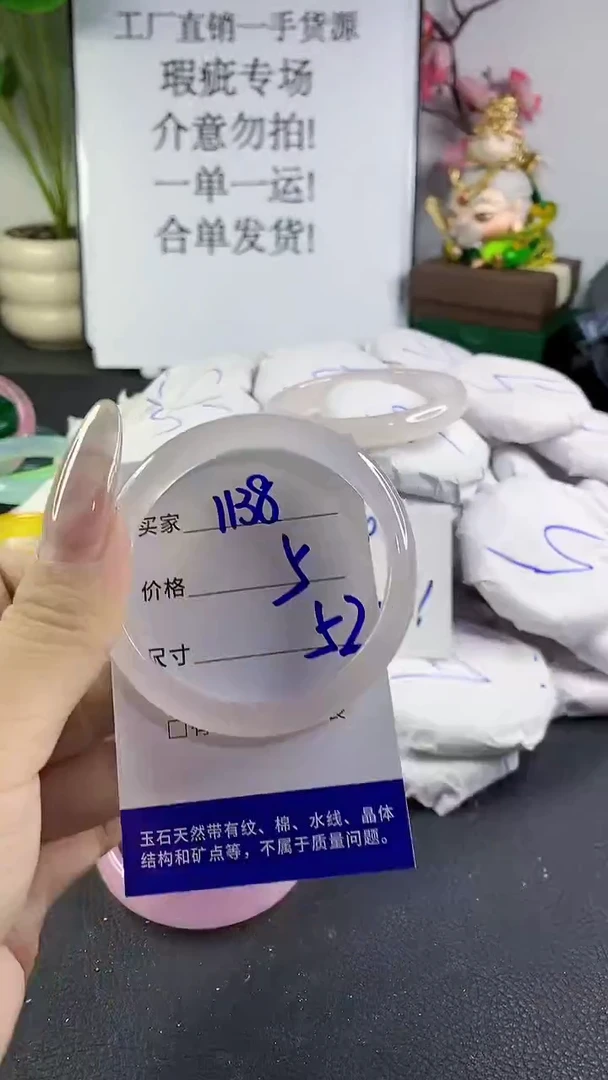 工厂直销一手货源
瑕疵专场
介意勿拍!
一单一运!
合单发货!
买家 1138
价格 5
尺寸 52
玉石天然带有纹、棉、水线、晶体
结构和矿点等，不属于质量问题。